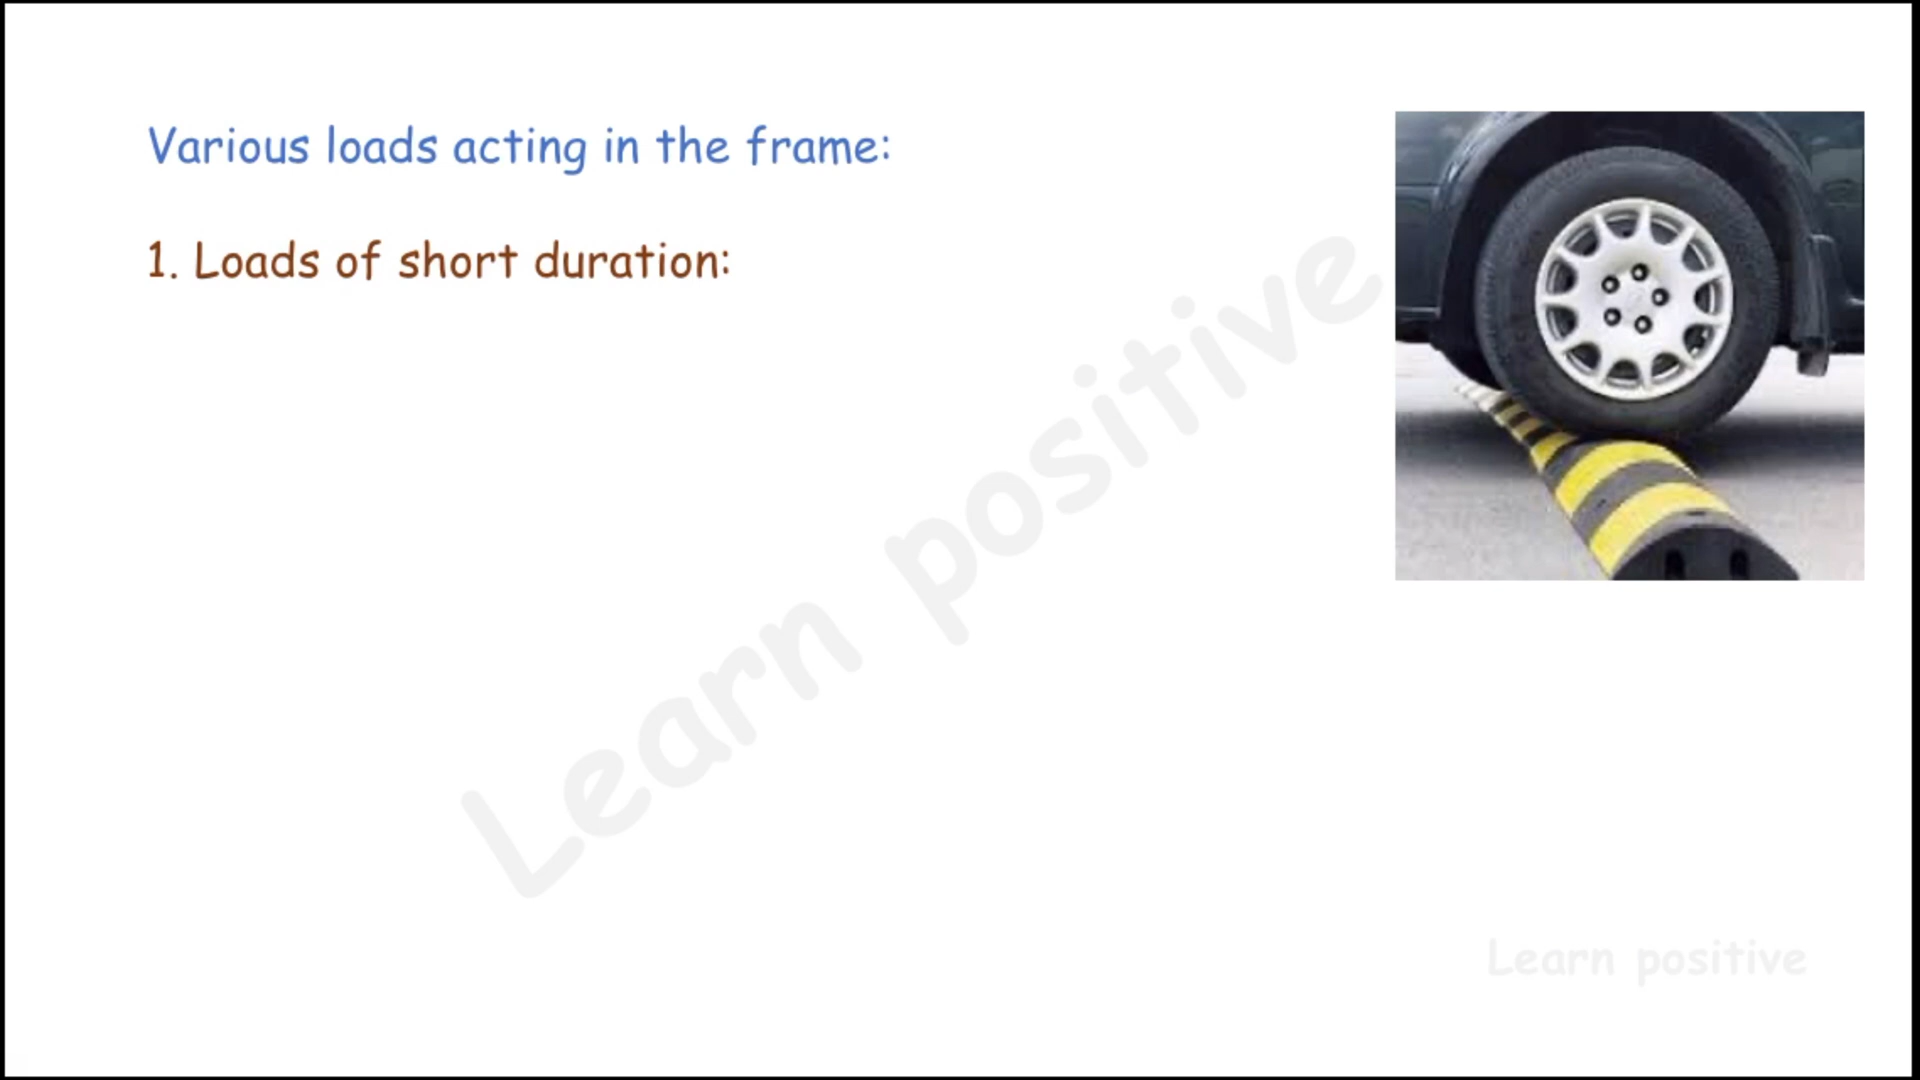 Various loads acting in the frame:
1. Loads of short duration:
Learn positive
Learn positive